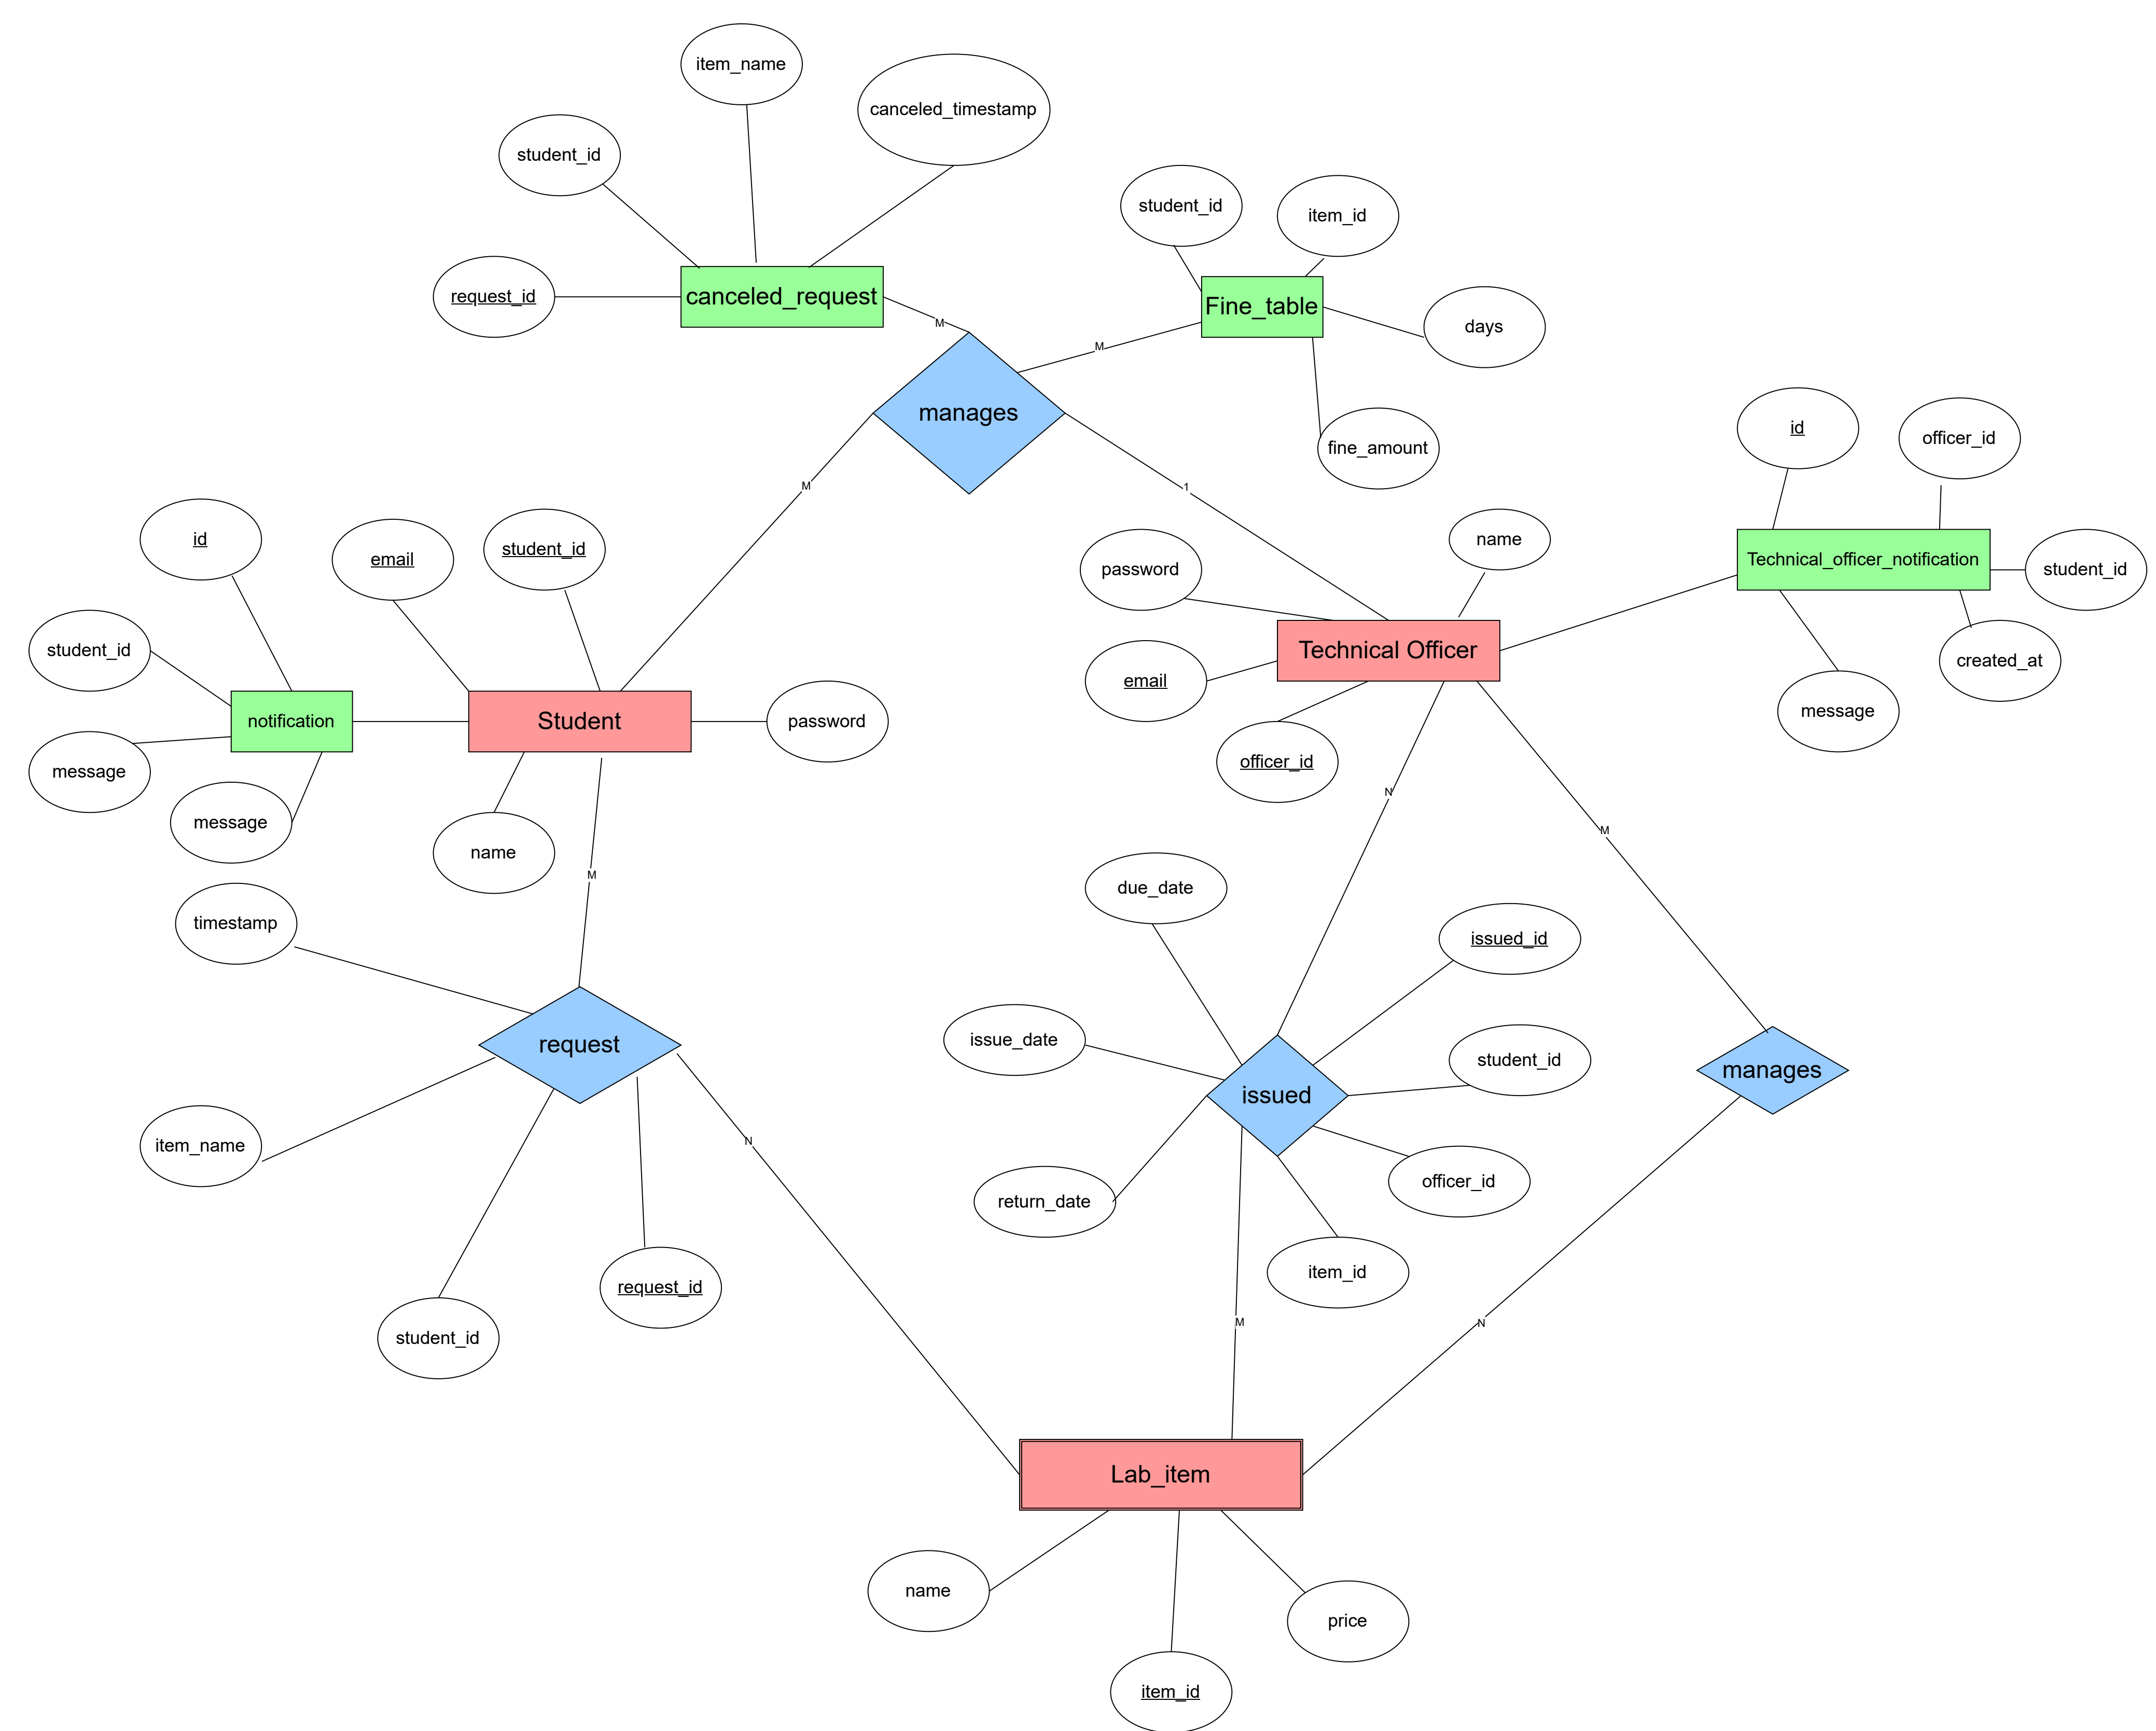 item_name
canceled_timestamp
student_id
student_id
item_id
request_id
canceled_request
Fine_table
M
days
M
manages
id
officer_id
fine_amount
M
1
id
email
student_id
name
password
Technical_officer_notification
student_id
student_id
Technical Officer
created_at
email
message
notification
Student
password
officer_id
message
message
name
N
M
M
due_date
timestamp
issued_id
issue_date
request
student_id
manages
issued
item_name
N
officer_id
return_date
item_id
request_id
student_id
M
N
Lab_item
name
price
item_id